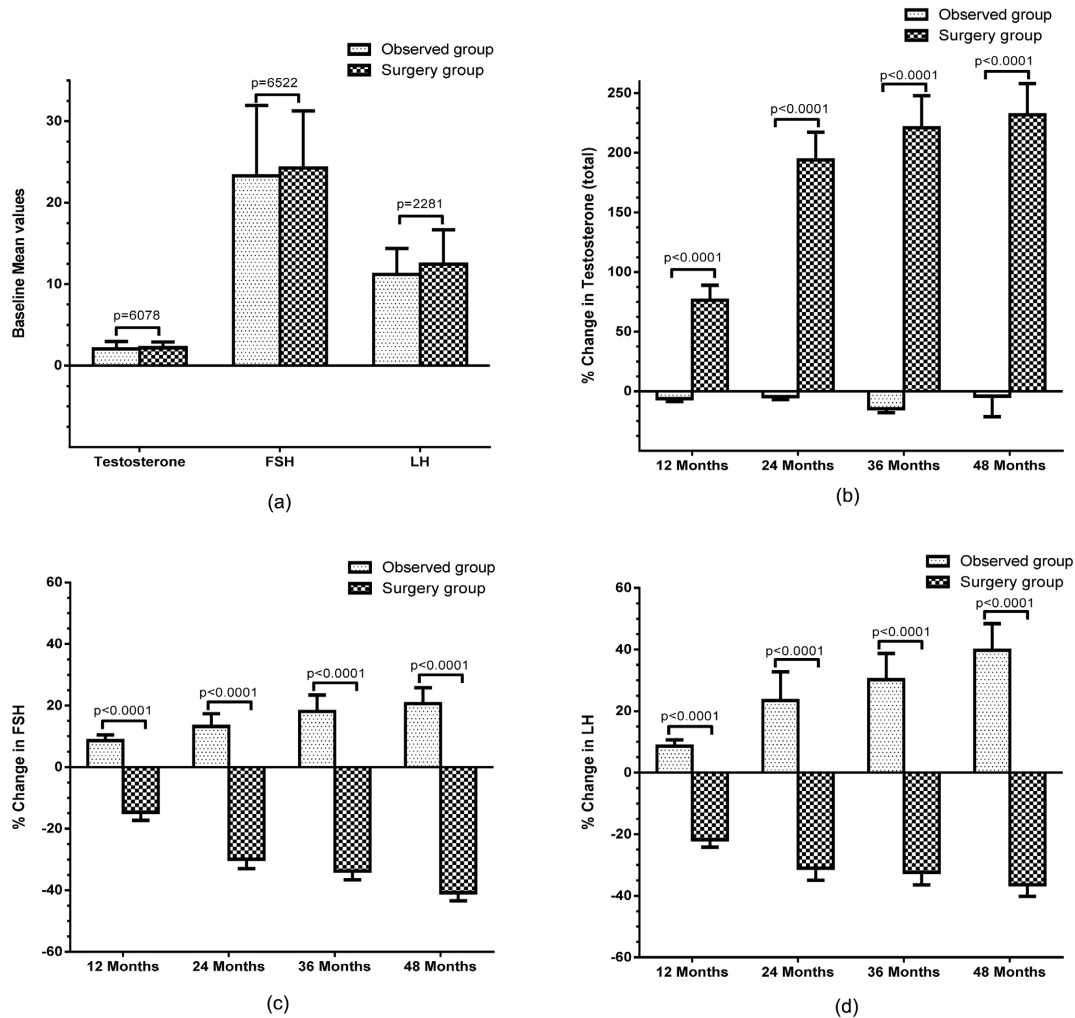 Observed group
Surgery group
Baseline Mean values
30
20
10
0
p=6078
p=6522
p=2281
Testosterone FSH LH
(a)
Observed group
Surgery group
% Change in Testosterone (total)
250
200
150
100
50
0
p<0.0001
p<0.0001
p<0.0001
p<0.0001
12 Months 24 Months 36 Months 48 Months
(b)
Observed group
Surgery group
% Change in FSH
60
40
20
0
-20
-40
-60
p<0.0001
p<0.0001
p<0.0001
p<0.0001
12 Months 24 Months 36 Months 48 Months
(c)
Observed group
Surgery group
% Change in LH
60
40
20
0
-20
-40
-60
p<0.0001
p<0.0001
p<0.0001
p<0.0001
12 Months 24 Months 36 Months 48 Months
(d)